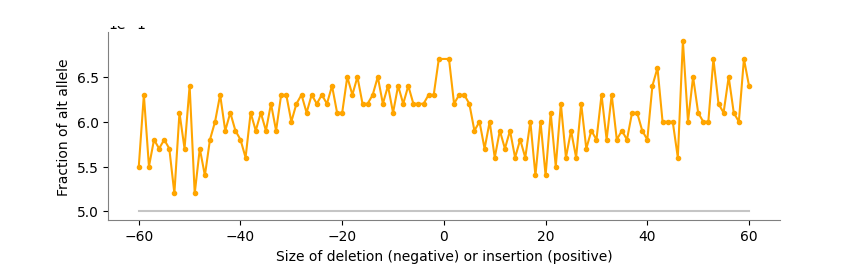 6.5
6.0
5.5
5.0
Fraction of alt allele
−60 −40 −20 0 20 40 60
Size of deletion (negative) or insertion (positive)